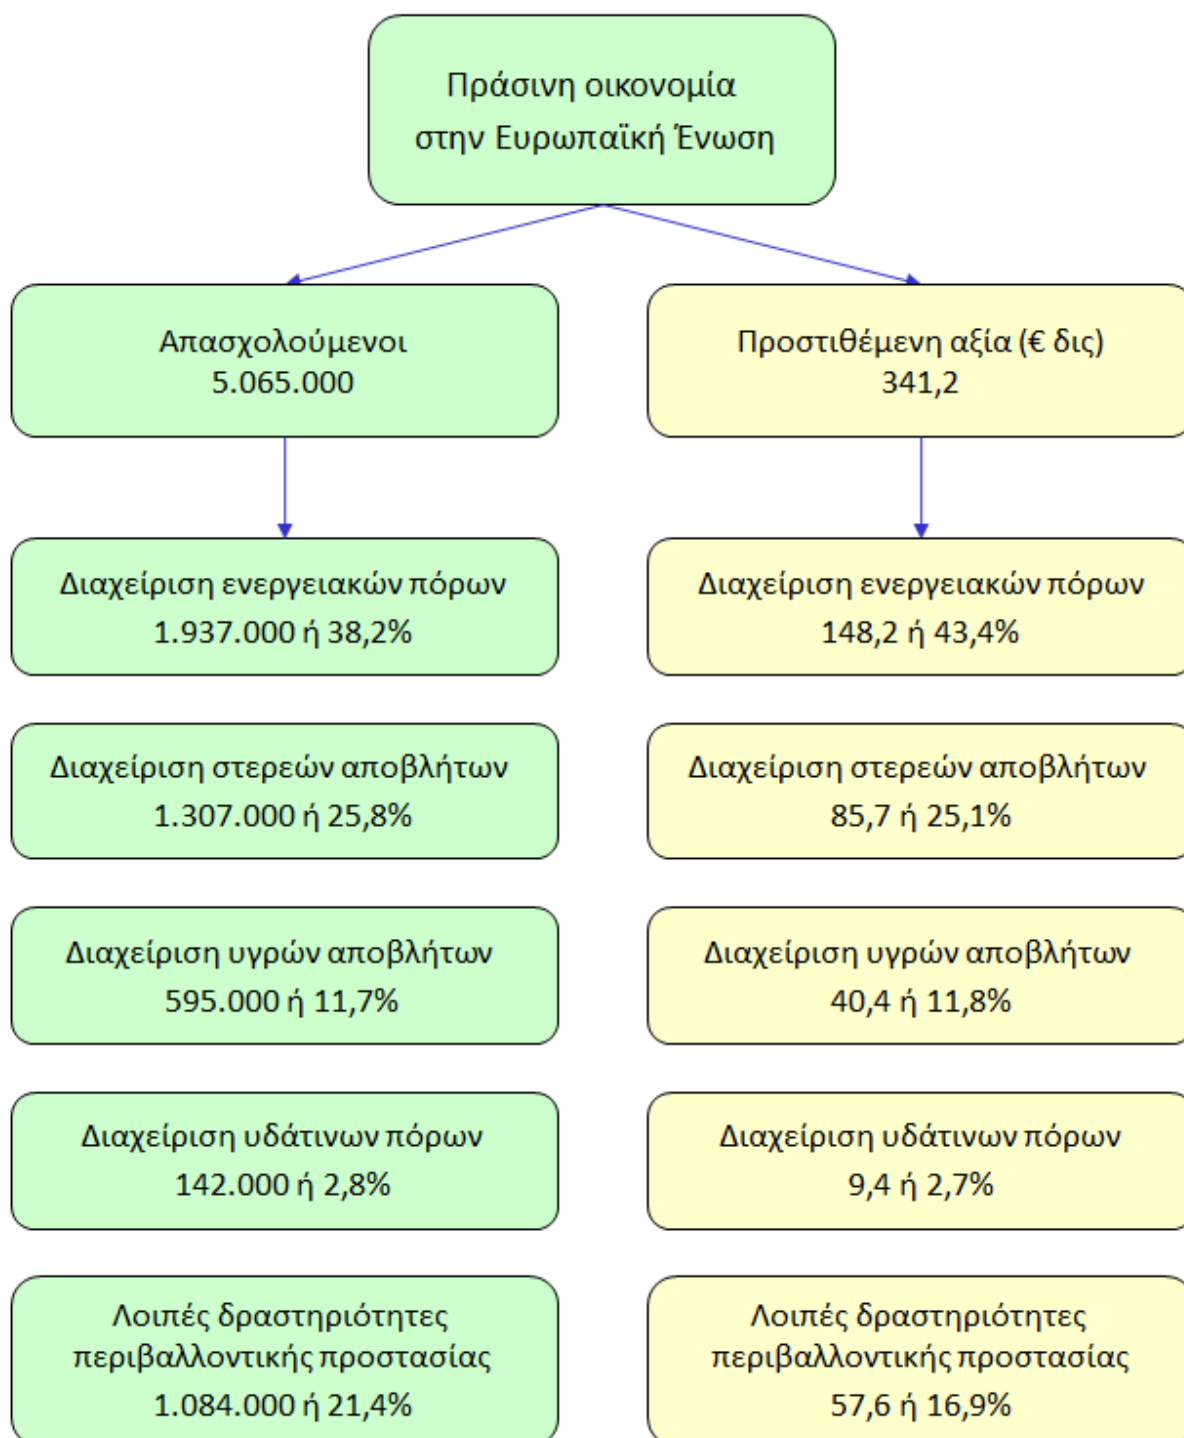 Πράσινη οικονομία
στην Ευρωπαϊκή Ένωση
Απασχολούμενοι
5.065.000
Προστιθέμενη αξία (€ δις)
341,2
Διαχείριση ενεργειακών πόρων
1.937.000 ή 38,2%
Διαχείριση ενεργειακών πόρων
148,2 ή 43,4%
Διαχείριση στερεών αποβλήτων
1.307.000 ή 25,8%
Διαχείριση στερεών αποβλήτων
85,7 ή 25,1%
Διαχείριση υγρών αποβλήτων
595.000 ή 11,7%
Διαχείριση υγρών αποβλήτων
40,4 ή 11,8%
Διαχείριση υδάτινων πόρων
142.000 ή 2,8%
Διαχείριση υδάτινων πόρων
9,4 ή 2,7%
Λοιπές δραστηριότητες
περιβαλλοντικής προστασίας
1.084.000 ή 21,4%
Λοιπές δραστηριότητες
περιβαλλοντικής προστασίας
57,6 ή 16,9%